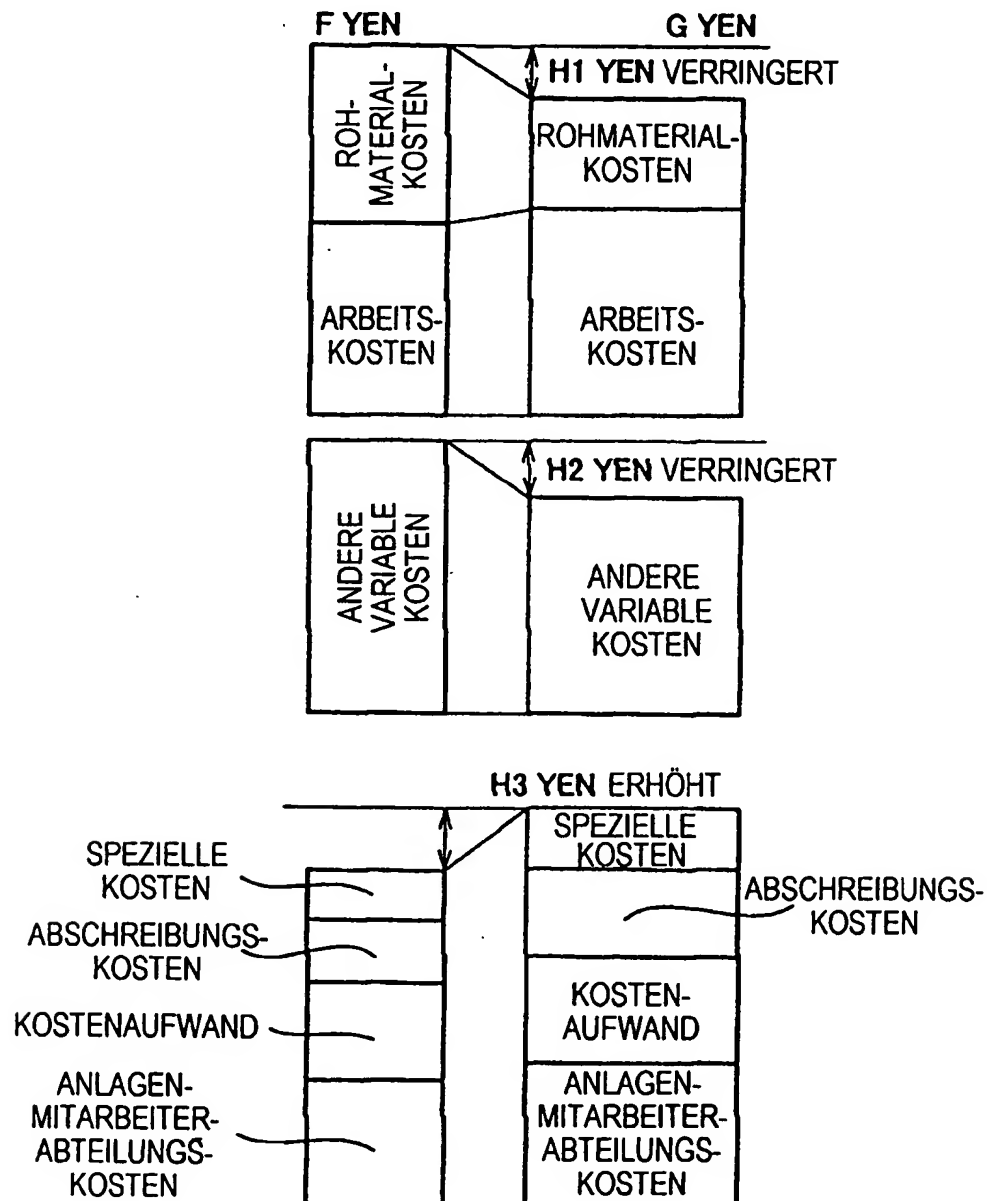 F YEN
G YEN
H1 YEN VERRINGERT
ROH-
MATERIAL-
KOSTEN
ROHMATERIAL-
KOSTEN
ARBEITS-
KOSTEN
ARBEITS-
KOSTEN
H2 YEN VERRINGERT
ANDERE
VARIABLE
KOSTEN
ANDERE
VARIABLE
KOSTEN
H3 YEN ERHÖHT
SPEZIELLE
KOSTEN
SPEZIELLE
KOSTEN
ABSCHREIBUNGS-
KOSTEN
ABSCHREIBUNGS-
KOSTEN
KOSTENAUFWAND
KOSTEN-
AUFWAND
ANLAGEN-
MITARBEITER-
ABTEILUNGS-
KOSTEN
ANLAGEN-
MITARBEITER-
ABTEILUNGS-
KOSTEN